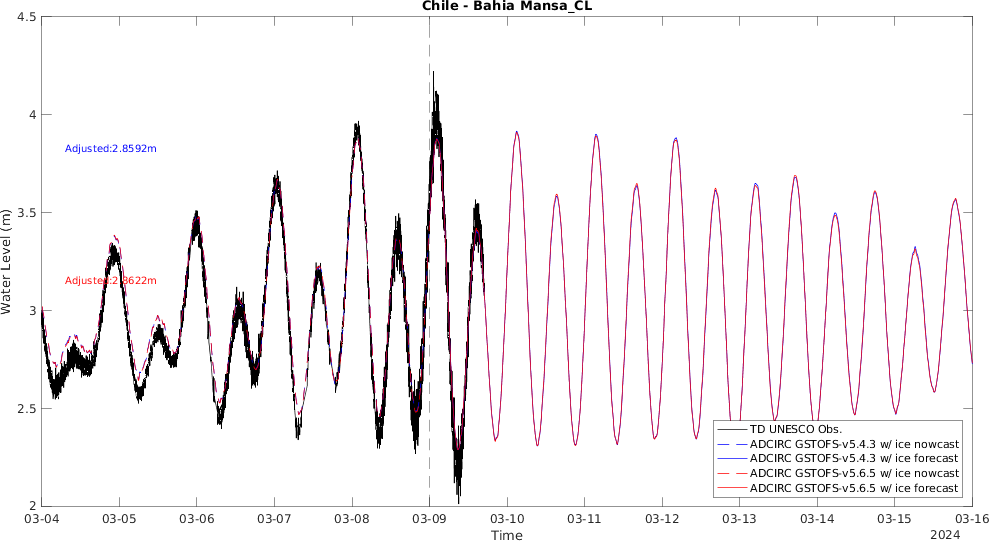 Chile - Bahia Mansa_CL
4.5
4
3.5
3
2.5
2
Water Level (m)
Adjusted:2.8592m
Adjusted:2.8622m
TD UNESCO Obs.
ADCIRC GSTOFS-v5.4.3 w/ ice nowcast
ADCIRC GSTOFS-v5.4.3 w/ ice forecast
ADCIRC GSTOFS-v5.6.5 w/ ice nowcast
ADCIRC GSTOFS-v5.6.5 w/ ice forecast
03-04 03-05 03-06 03-07 03-08 03-09 03-10 03-11 03-12 03-13 03-14 03-15 03-16
Time
2024